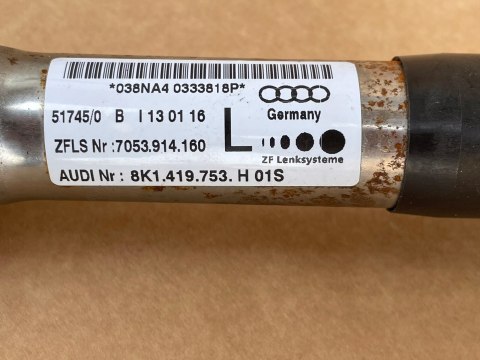 *038NA4 0333818P*
51745/0 B I 13 01 16
Germany
ZFLS Nr :7053.914.160
L
ZF Lenksysteme
AUDI Nr : 8K1.419.753. H 01S